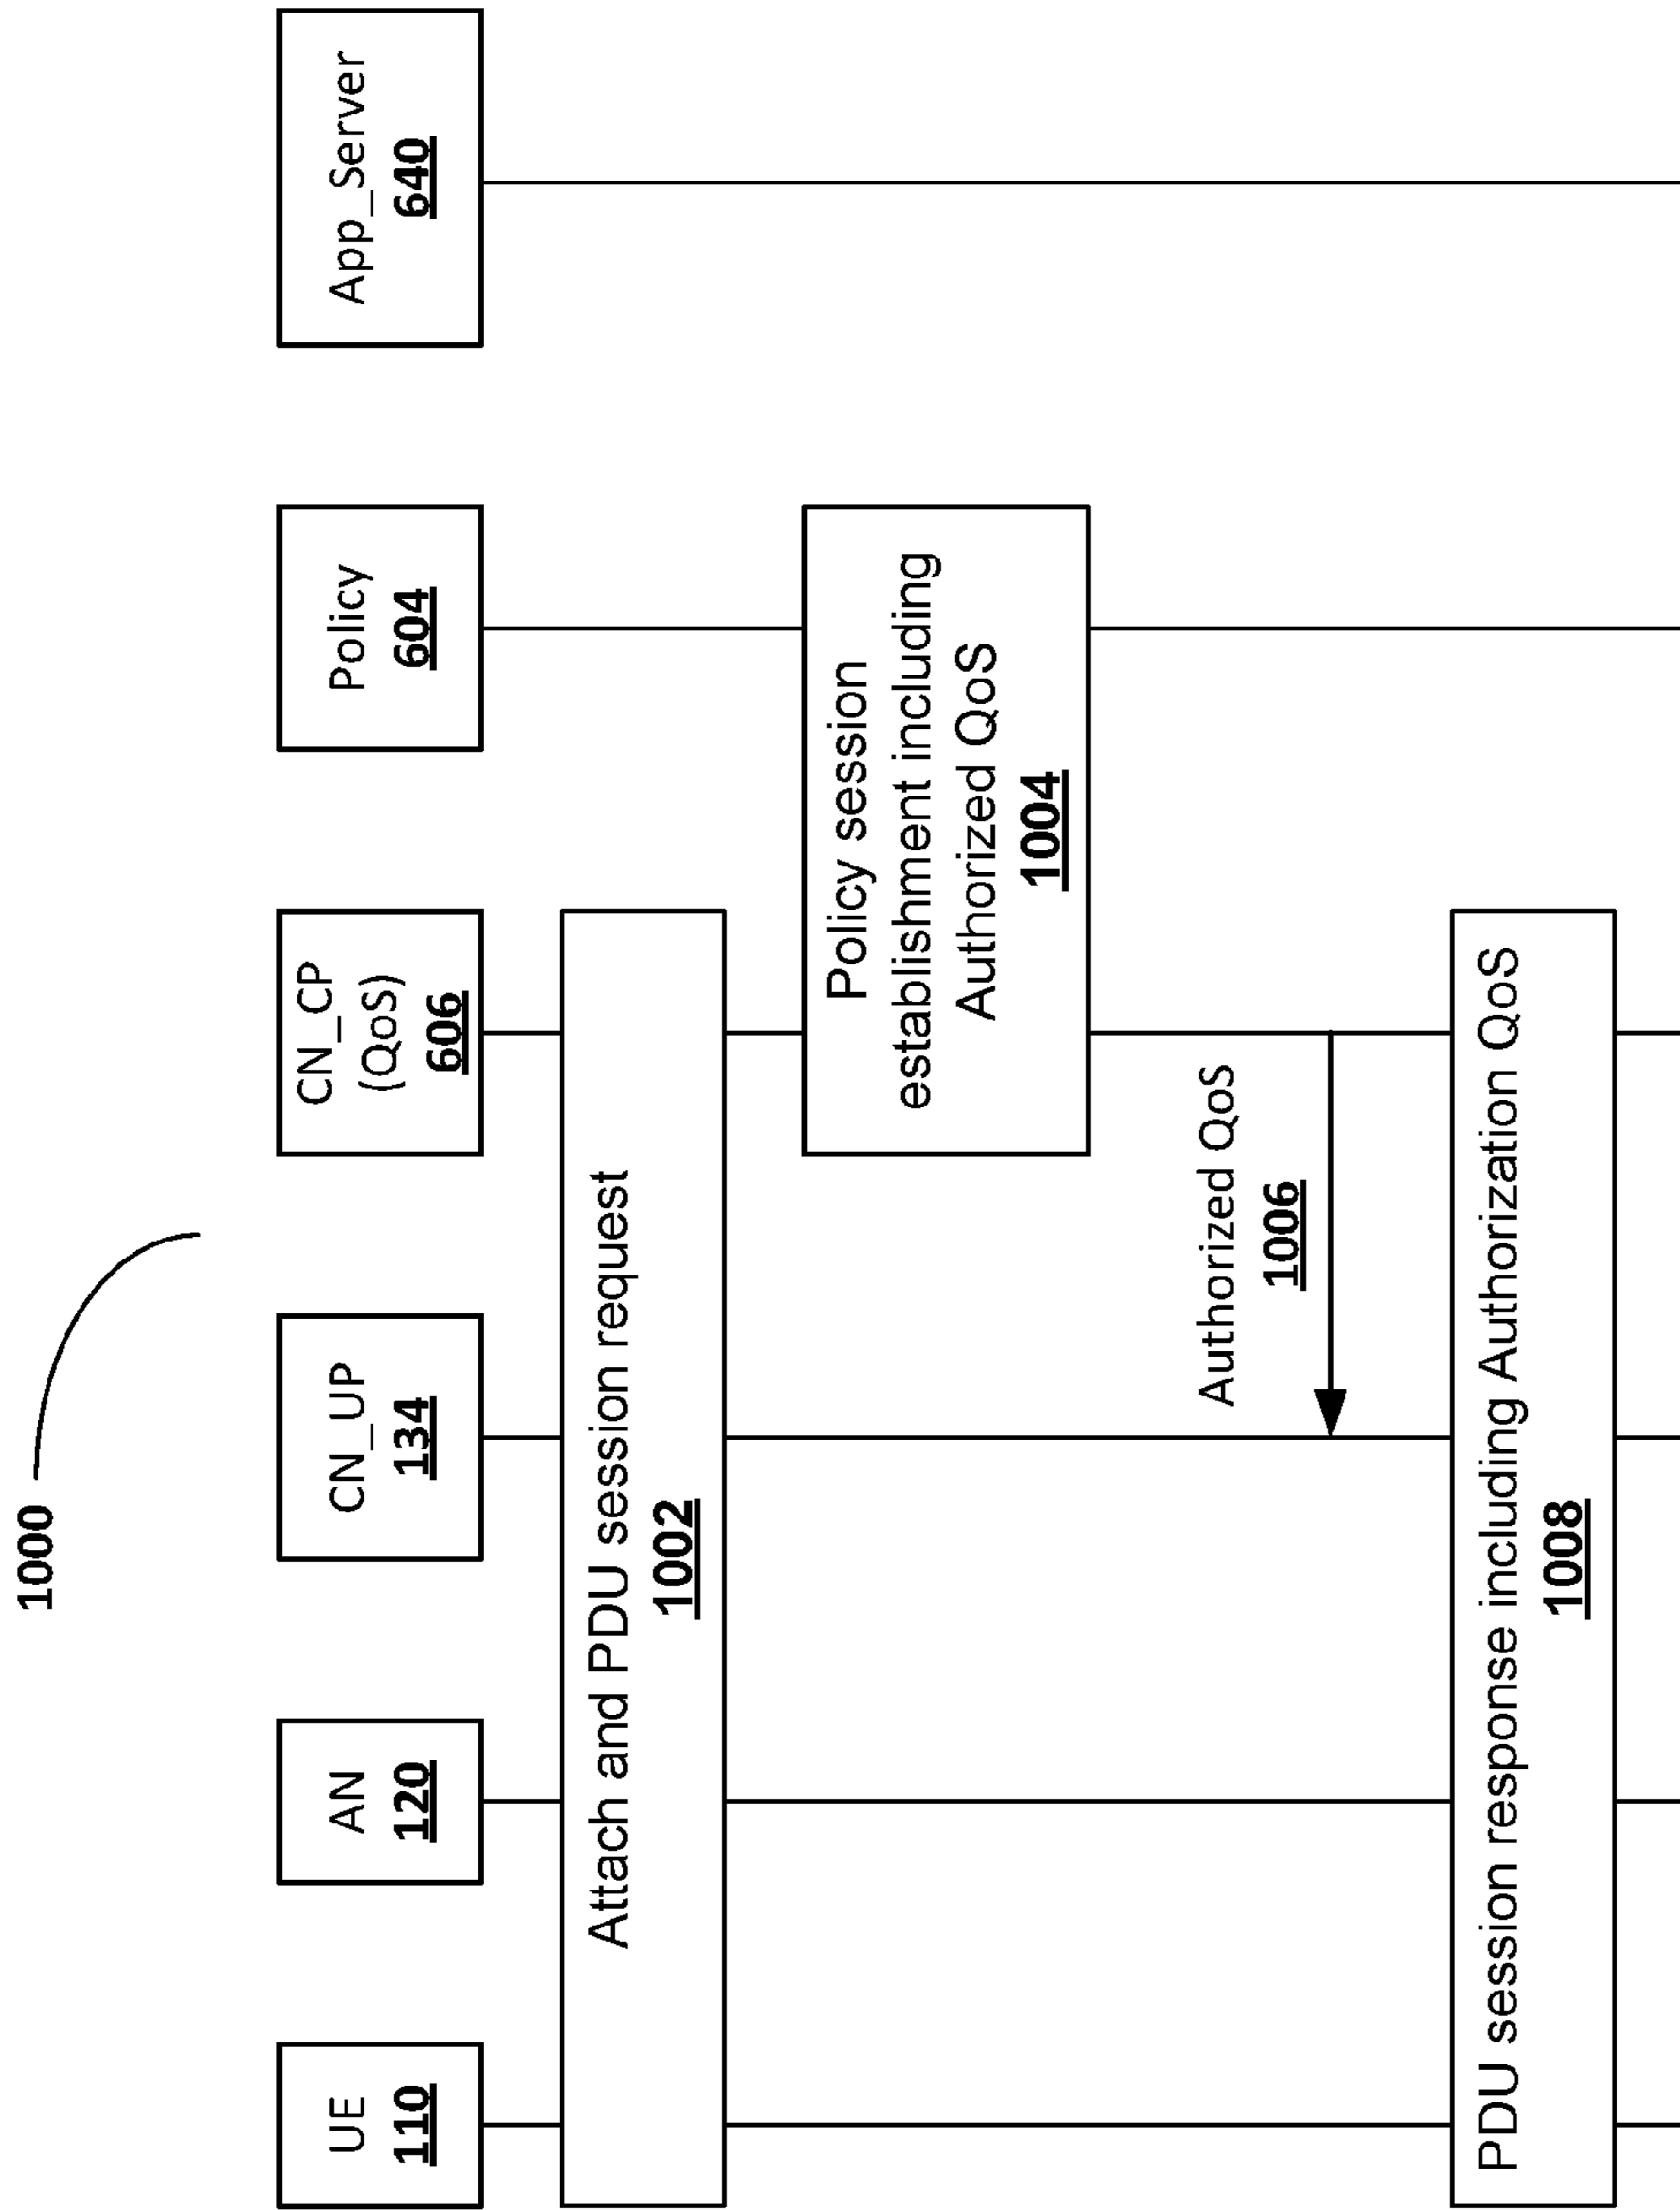 1000
UE
110
AN
120
CN_UP
134
CN_CP
(QoS)
606
Policy
604
App_Server
640
Attach and PDU session request
1002
Policy session
establishment including
Authorized QoS
1004
Authorized QoS
1006
PDU session response including Authorization QoS
1008